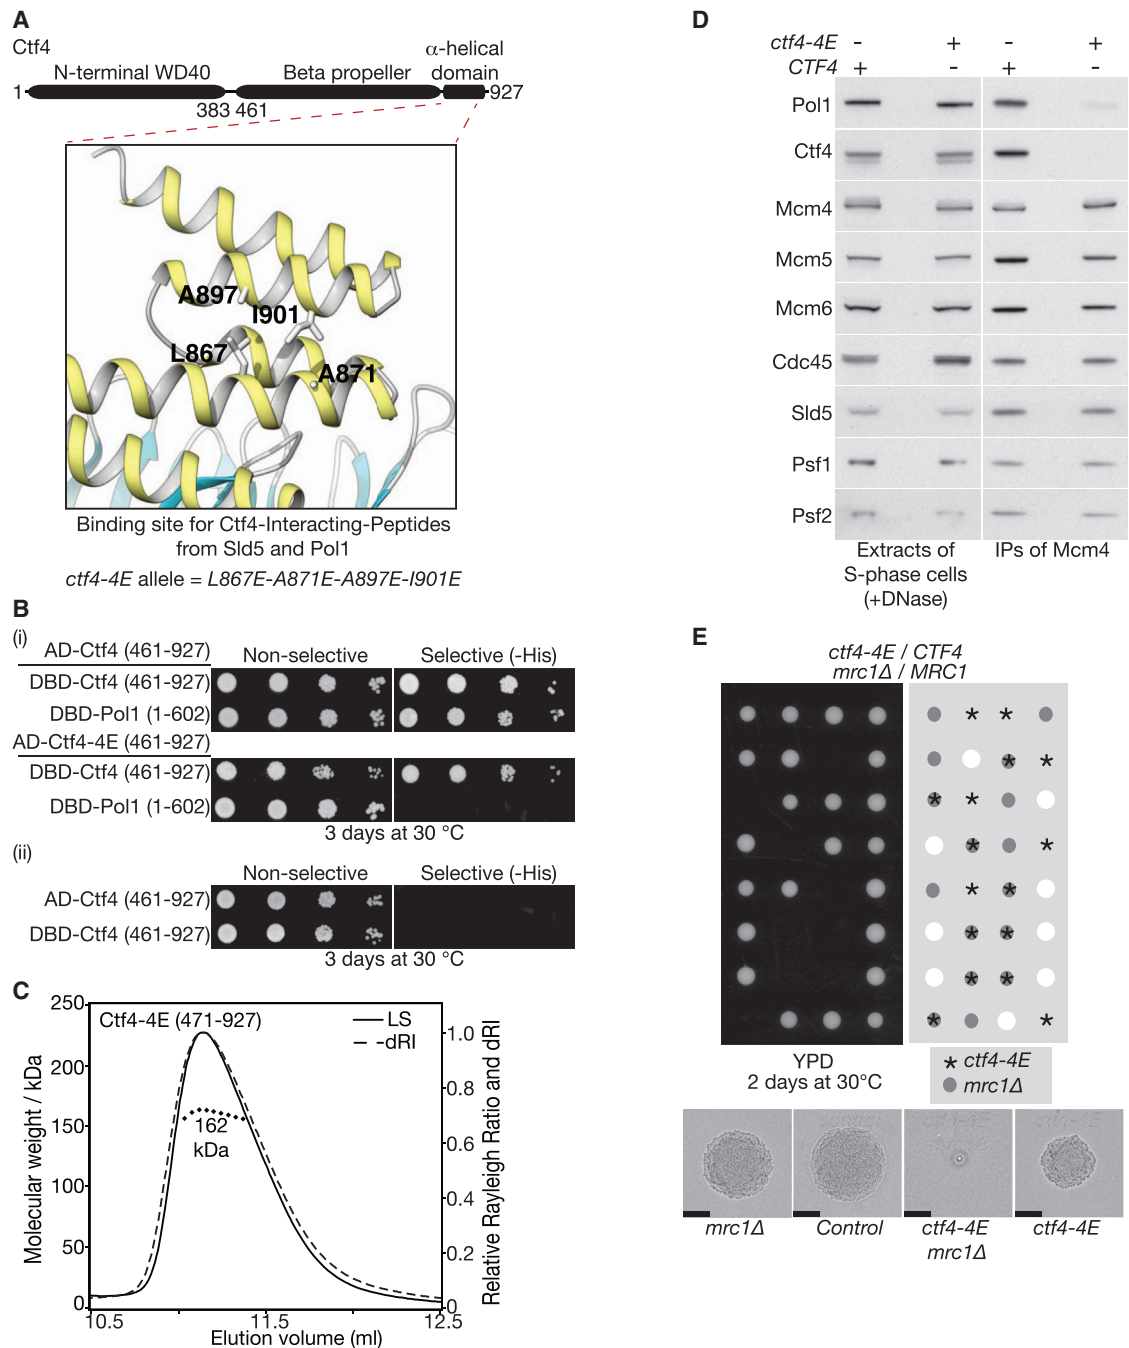 A
Ctf4
N-terminal WD40
Beta propeller
α-helical
domain
1
383 461
927
A897
I901
L867
A871
Binding site for Ctf4-Interacting-Peptides
from Sld5 and Pol1
ctf4-4E allele = L867E-A871E-A897E-I901E
B
(i)
AD-Ctf4 (461-927)
Non-selective
Selective (-His)
DBD-Ctf4 (461-927)
DBD-Pol1 (1-602)
AD-Ctf4-4E (461-927)
DBD-Ctf4 (461-927)
DBD-Pol1 (1-602)
3 days at 30 °C
(ii)
Non-selective
Selective (-His)
AD-Ctf4 (461-927)
DBD-Ctf4 (461-927)
3 days at 30 °C
C
Ctf4-4E (471-927)
LS
dRI
162
kDa
Molecular weight / kDa
250
200
150
100
50
0
Relative Rayleigh Ratio and dRI
1.0
0.8
0.6
0.4
0.2
0
10.5
11.5
12.5
Elution volume (ml)
D
ctf4-4E - + - +
CTF4 + - + -
Pol1
Ctf4
Mcm4
Mcm5
Mcm6
Cdc45
Sld5
Psf1
Psf2
Extracts of
S-phase cells
(+DNase)
IPs of Mcm4
E
ctf4-4E / CTF4
mrc1Δ / MRC1
YPD
2 days at 30°C
* ctf4-4E
mrc1Δ
mrc1Δ
Control
ctf4-4E
mrc1Δ
ctf4-4E